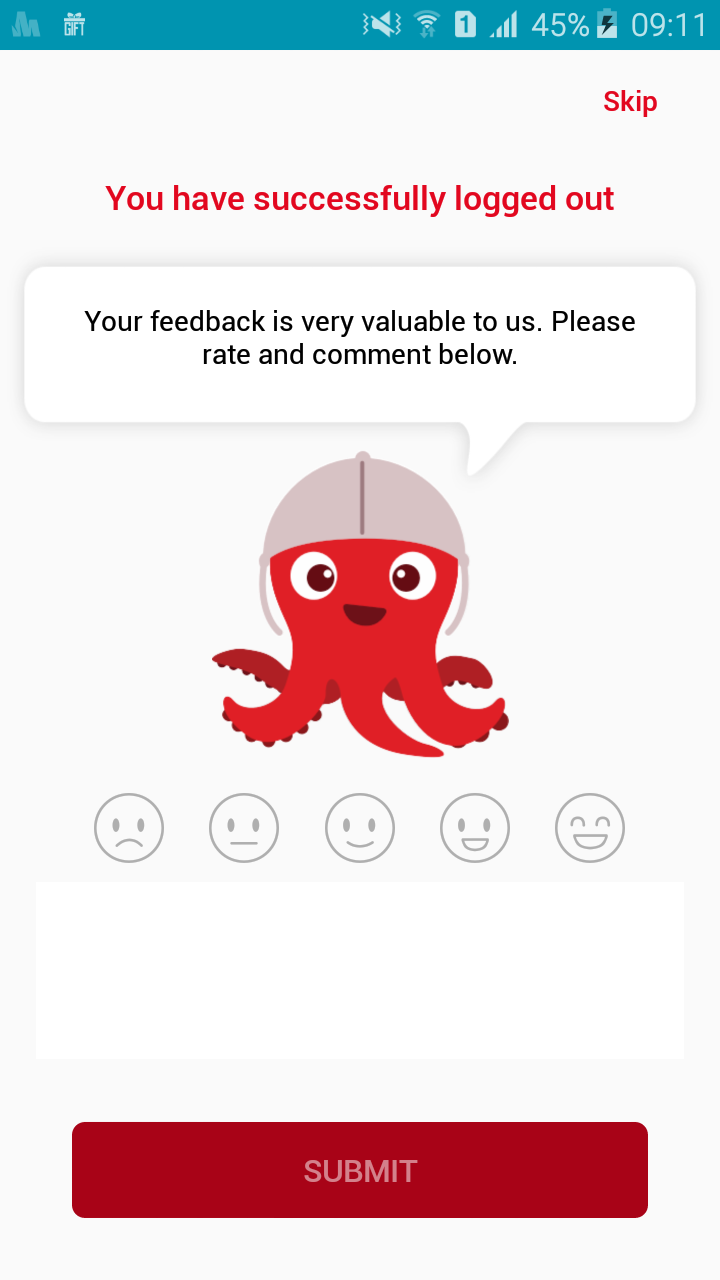 GIFT 1 45% 09:11
Skip
You have successfully logged out
Your feedback is very valuable to us. Please
rate and comment below.
SUBMIT